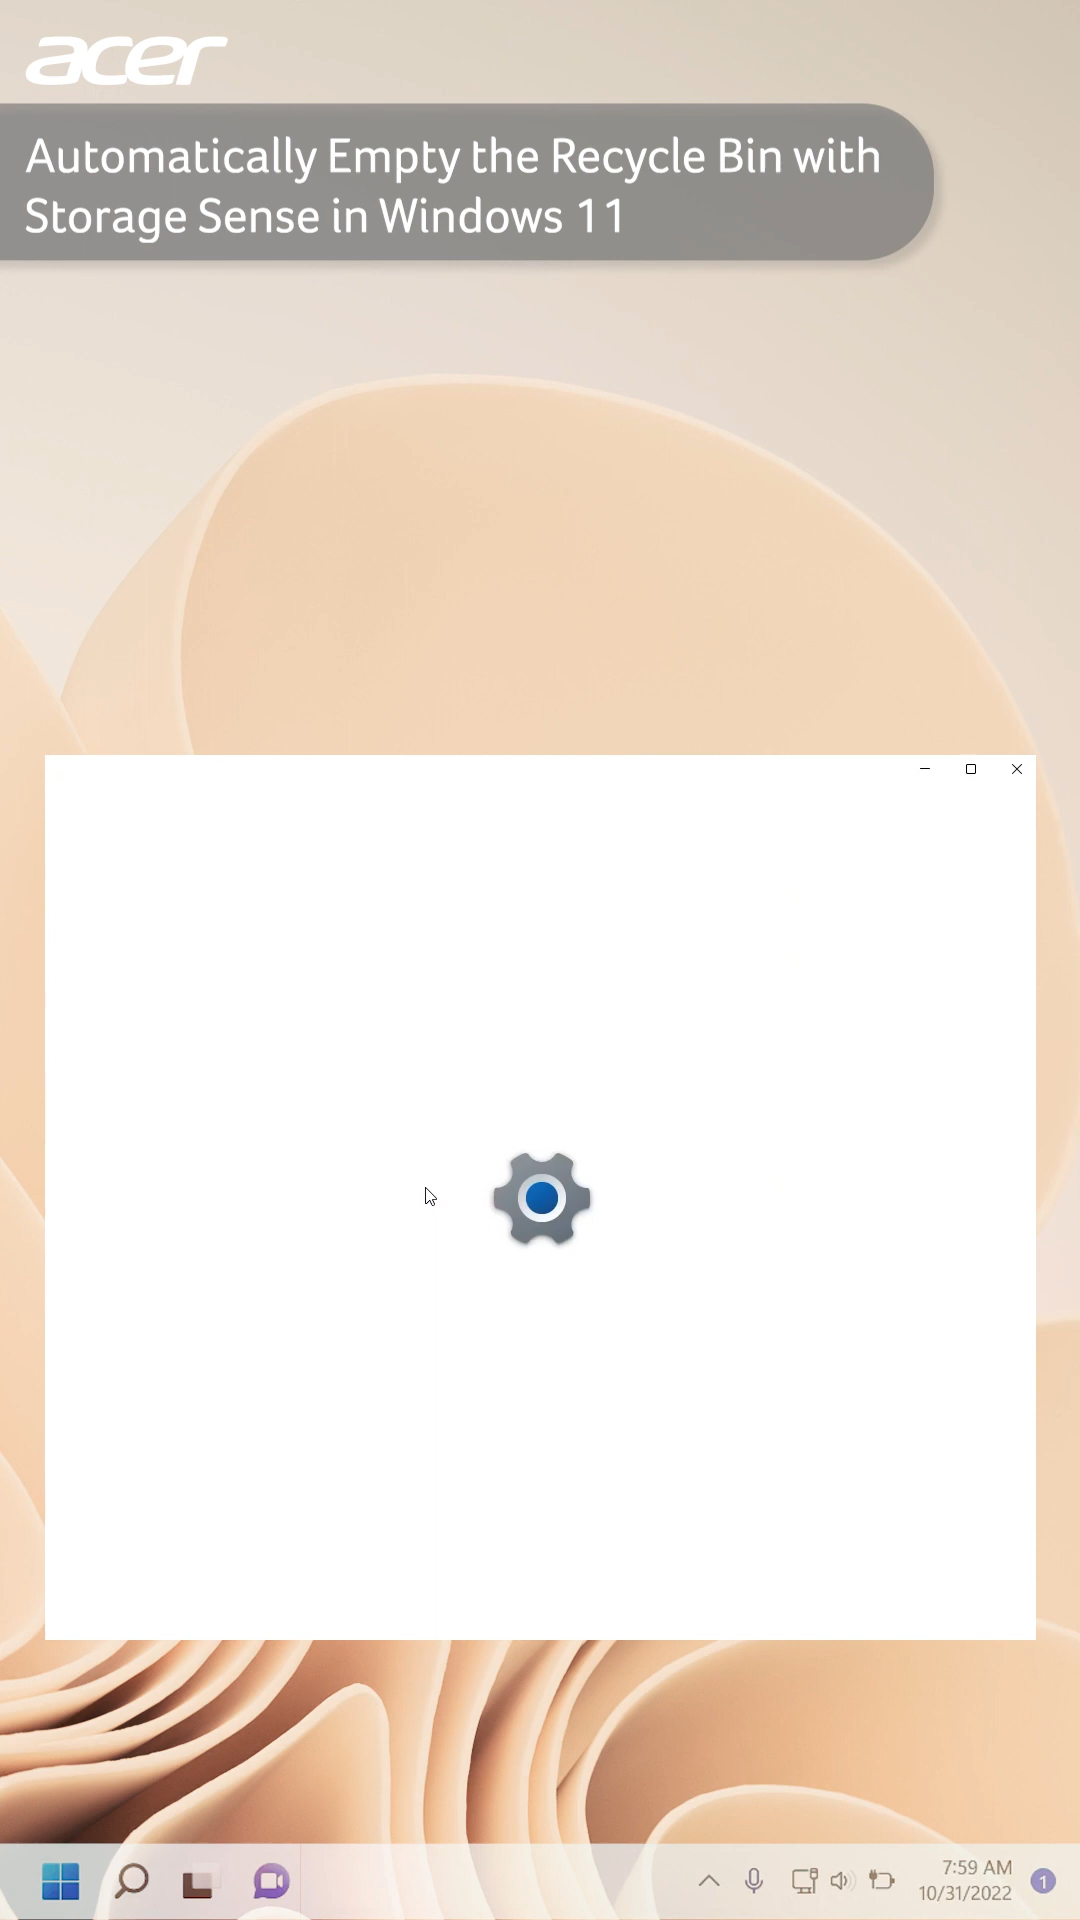 acer
Automatically Empty the Recycle Bin with
Storage Sense in Windows 11
7:59 AM
10/31/2022
1